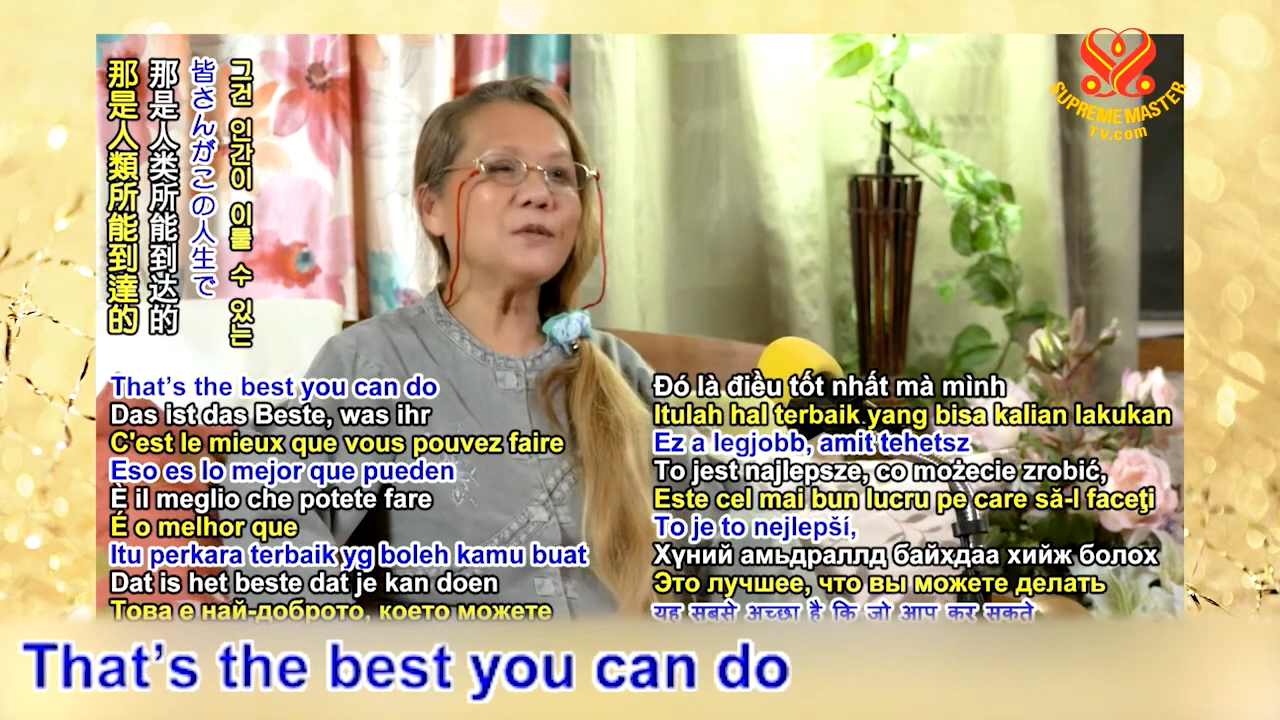 那是人類所能到達的
那是人类所能到达的
皆さんがこの人生で
그건 인간이 이룰 수 있는
SUPREME MASTER
TV.com
That's the best you can do
Das ist das Beste, was ihr
C'est le mieux que vous pouvez faire
Eso es lo mejor que pueden
È il meglio che potete fare
É o melhor que
Itu perkara terbaik yg boleh kamu buat
Dat is het beste dat je kan doen
Това е най-доброто, което можете
Đó là điều tốt nhất mà mình
Itulah hal terbaik yang bisa kalian lakukan
Ez a legjobb, amit tehetsz
To jest najlepsze, co możecie zrobić,
Este cel mai bun lucru pe care să-l faceţi
To je to nejlepší,
Хүний амьдраллд байхдаа хийж болох
Это лучшее, что вы можете делать
यह सबसे अच्छा है कि जो आप कर सकते
That's the best you can do